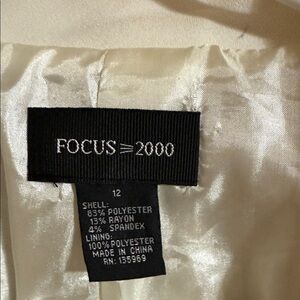 FOCUS ≥ 2000
12
SHELL:
83% POLYESTER
13% RAYON
4% SPANDEX
LINING:
100% POLYESTER
MADE IN CHINA
RN: 135969